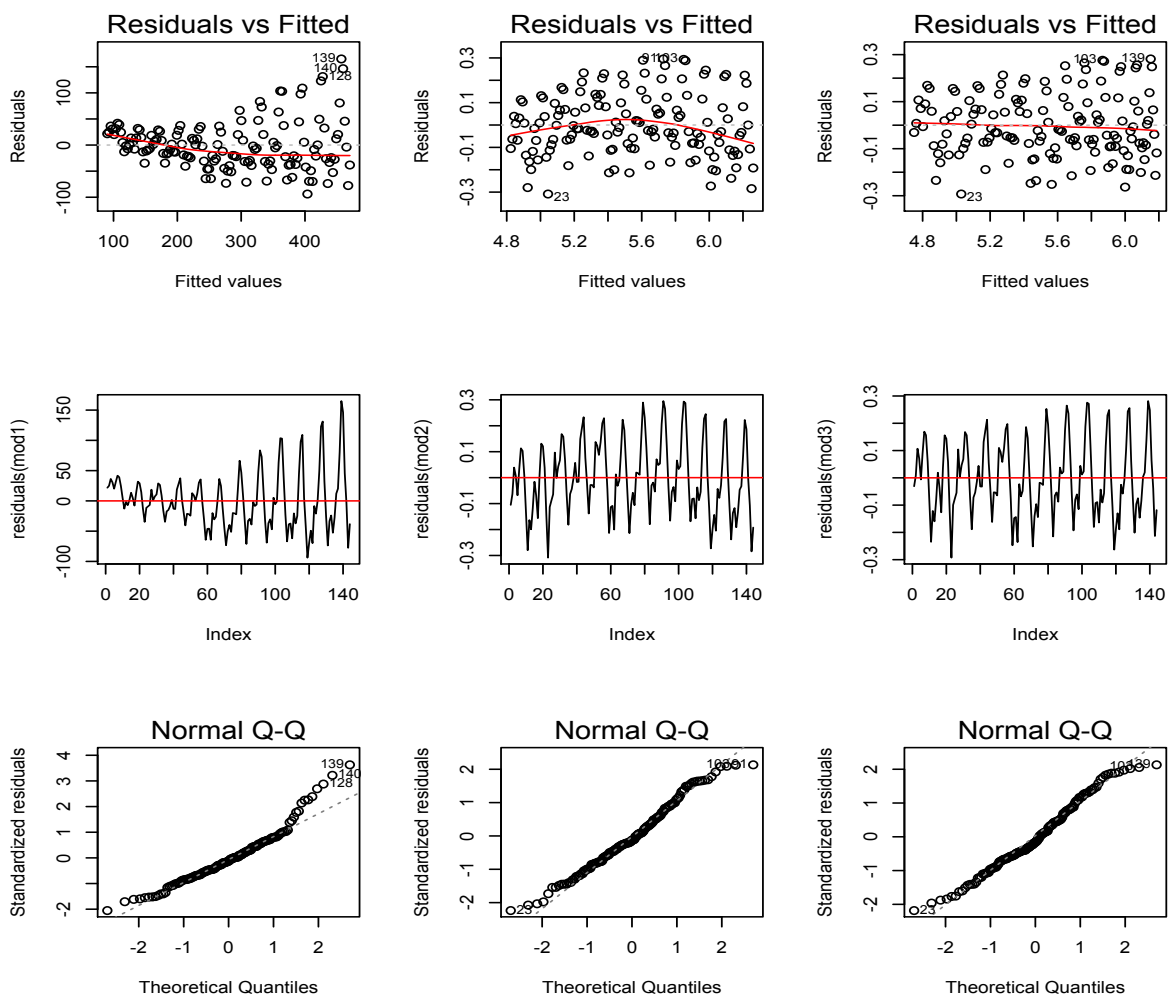 Residuals vs Fitted
Residuals
100
0
-100
139
140
128
100 200 300 400
Fitted values
Residuals vs Fitted
Residuals
0.3
0.1
-0.1
-0.3
23
4.8 5.2 5.6 6.0
Fitted values
Residuals vs Fitted
Residuals
0.3
0.1
-0.1
-0.3
103
139
23
4.8 5.2 5.6 6.0
Fitted values
residuals(mod1)
150
50
0
-100
0 20 60 100 140
Index
residuals(mod2)
0.3
0.1
-0.1
-0.3
0 20 60 100 140
Index
residuals(mod3)
0.3
0.1
-0.1
-0.3
0 20 60 100 140
Index
Normal Q-Q
Standardized residuals
4
3
2
1
0
-2
139
140
128
-2 -1 0 1 2
Theoretical Quantiles
Normal Q-Q
Standardized residuals
2
1
0
-1
-2
23
-2 -1 0 1 2
Theoretical Quantiles
Normal Q-Q
Standardized residuals
2
1
0
-1
-2
23
-2 -1 0 1 2
Theoretical Quantiles